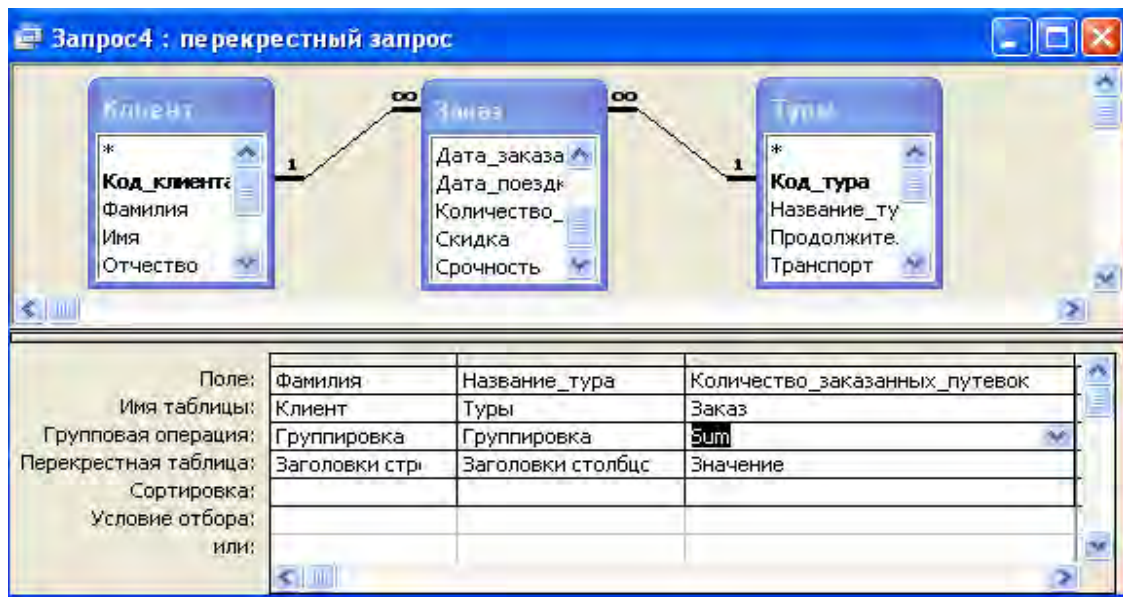 Запрос4 : перекрестный запрос
Клиент
*
Код_клиента
Фамилия
Имя
Отчество
1
∞
Заказ
Дата_заказа
Дата_поездк
Количество_
Скидка
Срочность
∞
1
Туры
*
Код_тура
Название_ту
Продолжите.
Транспорт
Поле: Фамилия Название_тура Количество_заказанных_путевок
Имя таблицы: Клиент Туры Заказ
Групповая операция: Группировка Группировка Sum
Перекрестная таблица: Заголовки стр Заголовки столбцо Значение
Сортировка:
Условие отбора:
или: